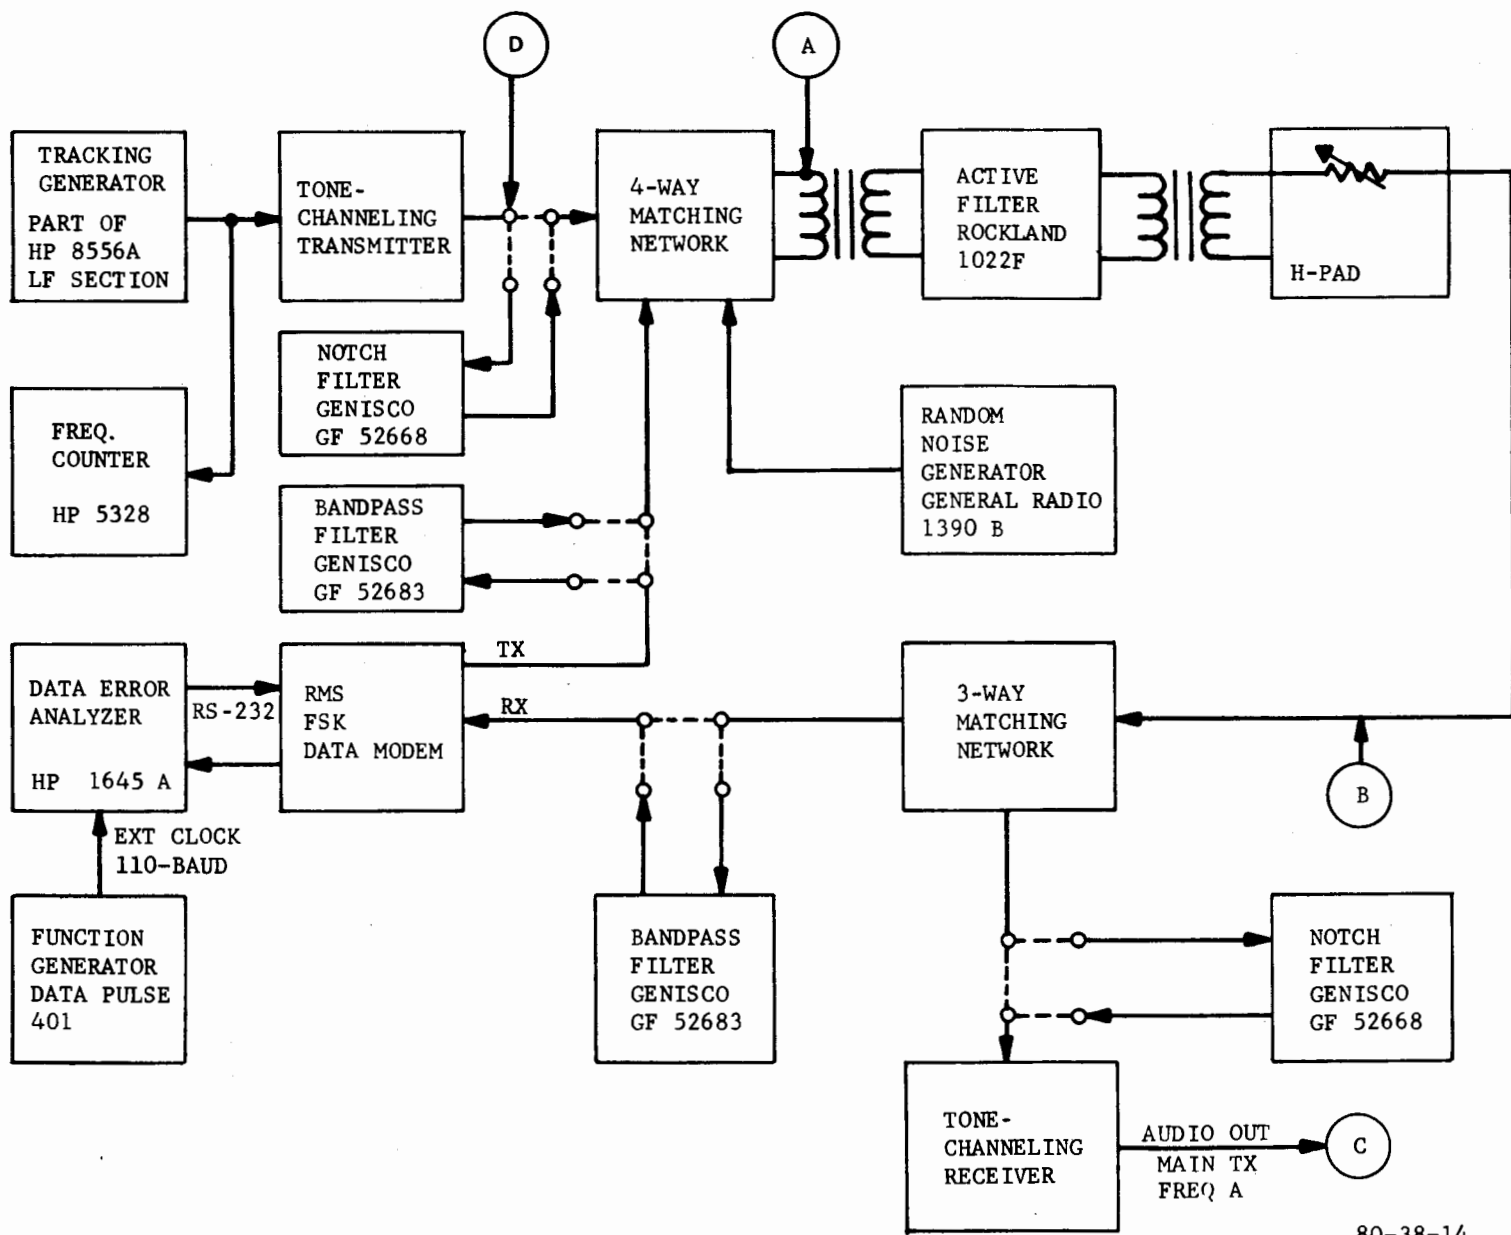 D
A
TRACKING
GENERATOR
PART OF
HP 8556A
LF SECTION
TONE-
CHANNELING
TRANSMITTER
4-WAY
MATCHING
NETWORK
ACTIVE
FILTER
ROCKLAND
1022F
H-PAD
NOTCH
FILTER
GENISCO
GF 52668
FREQ.
COUNTER
HP 5328
RANDOM
NOISE
GENERATOR
GENERAL RADIO
1390 B
BANDPASS
FILTER
GENISCO
GF 52683
DATA ERROR
ANALYZER
HP 1645 A
RS-232
RMS
FSK
DATA MODEM
TX
RX
3-WAY
MATCHING
NETWORK
B
EXT CLOCK
110-BAUD
FUNCTION
GENERATOR
DATA PULSE
401
BANDPASS
FILTER
GENISCO
GF 52683
NOTCH
FILTER
GENISCO
GF 52668
TONE-
CHANNELING
RECEIVER
AUDIO OUT
MAIN TX
FREQ A
C
80-38-14